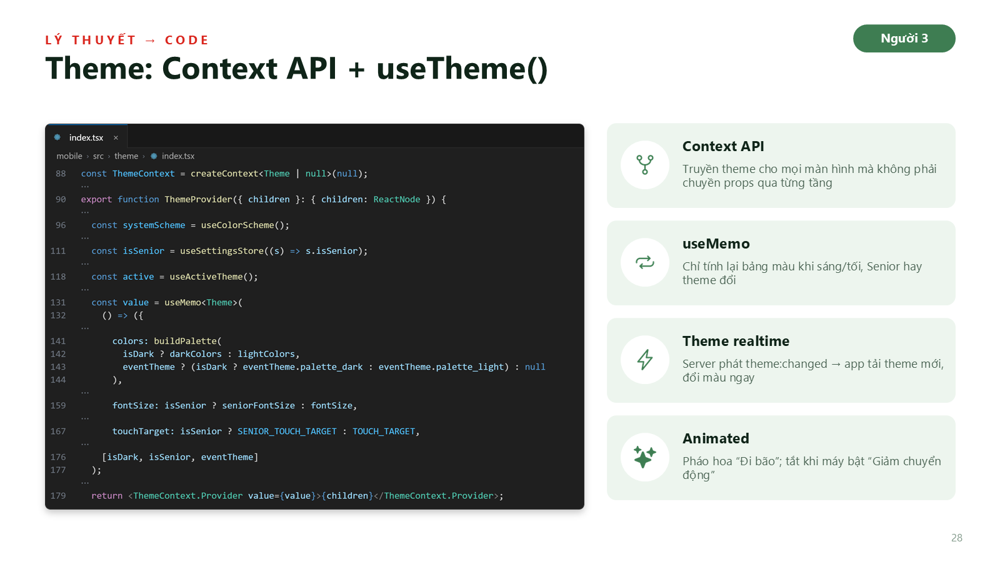 LÝ THUYẾT → CODE
Người 3
Theme: Context API + useTheme()
index.tsx ×
mobile › src › theme › index.tsx
88 const ThemeContext = createContext<Theme | null>(null);
...
90 export function ThemeProvider({ children }: { children: ReactNode }) {
...
96 const systemScheme = useColorScheme();
...
111 const isSenior = useSettingsStore((s) => s.isSenior);
...
118 const active = useActiveTheme();
...
131 const value = useMemo<Theme>(
132 () => ({
...
141 colors: buildPalette(
142 isDark ? darkColors : lightColors,
143 eventTheme ? (isDark ? eventTheme.palette_dark : eventTheme.palette_light) : null
144 ),
...
159 fontSize: isSenior ? seniorFontSize : fontSize,
...
167 touchTarget: isSenior ? SENIOR_TOUCH_TARGET : TOUCH_TARGET,
...
176 [isDark, isSenior, eventTheme]
177 );
...
179 return <ThemeContext.Provider value={value}>{children}</ThemeContext.Provider>;
Context API
Truyền theme cho mọi màn hình mà không phải
chuyền props qua từng tầng
useMemo
Chỉ tính lại bảng màu khi sáng/tối, Senior hay
theme đổi
Theme realtime
Server phát theme:changed → app tải theme mới,
đổi màu ngay
Animated
Pháo hoa “Đi bão”; tắt khi máy bật “Giảm chuyển
động”
28